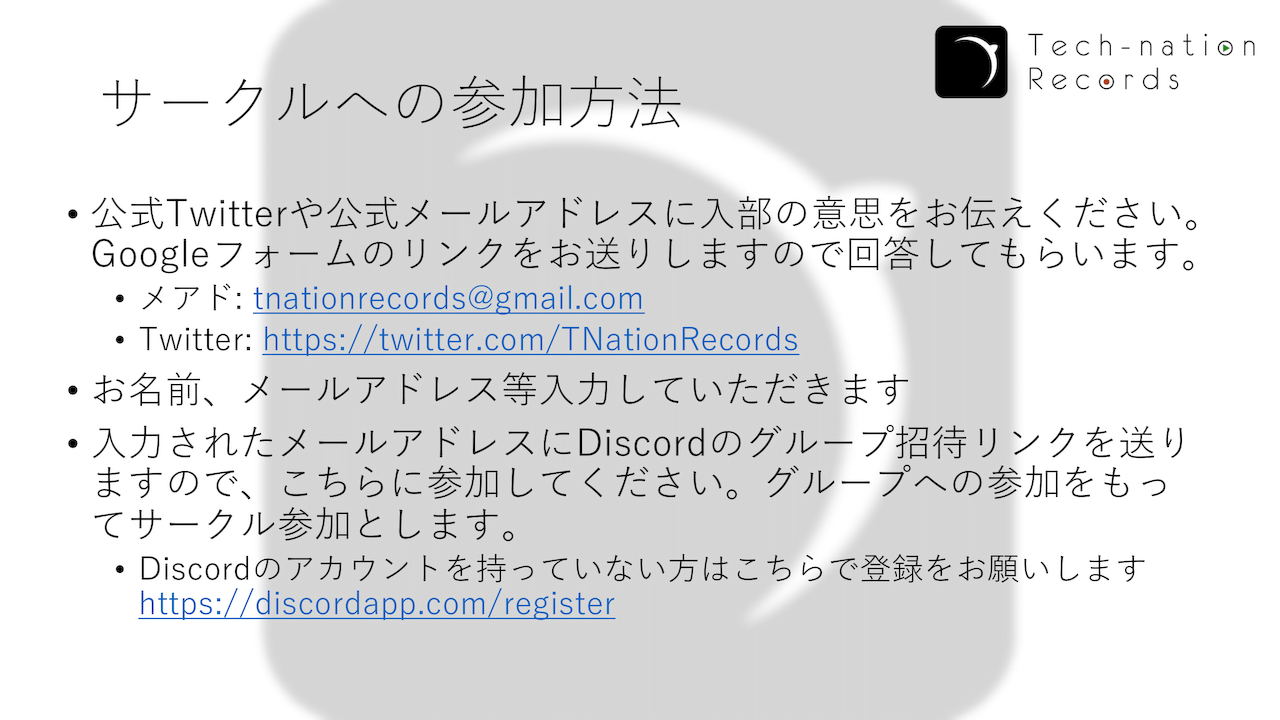 Tech-nation
Records
サークルへの参加方法
• 公式Twitterや公式メールアドレスに入部の意思をお伝えください。
Googleフォームのリンクをお送りしますので回答してもらいます。
• メアド: tnationrecords@gmail.com
• Twitter: https://twitter.com/TNationRecords
• お名前、メールアドレス等入力していただきます
• 入力されたメールアドレスにDiscordのグループ招待リンクを送り
ますので、こちらに参加してください。グループへの参加をもっ
てサークル参加とします。
• Discordのアカウントを持っていない方はこちらで登録をお願いします
https://discordapp.com/register